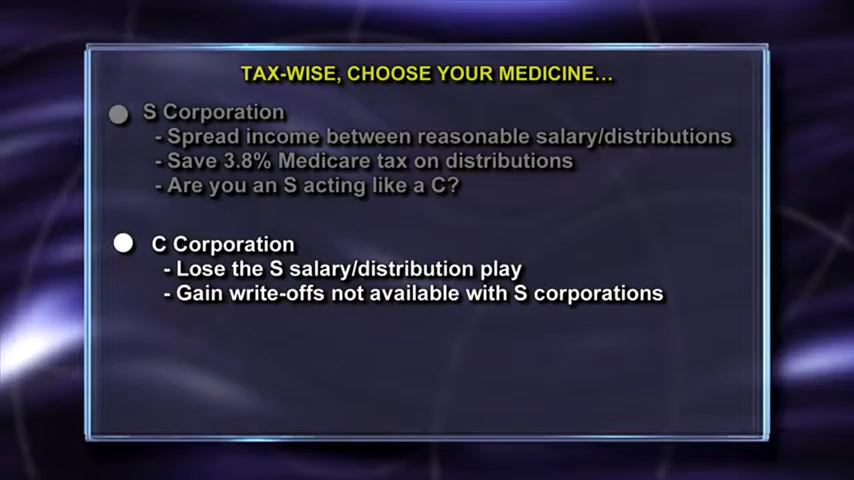 TAX-WISE, CHOOSE YOUR MEDICINE...
S Corporation
- Spread income between reasonable salary/distributions
- Save 3.8% Medicare tax on distributions
- Are you an S acting like a C?
C Corporation
- Lose the S salary/distribution play
- Gain write-offs not available with S corporations